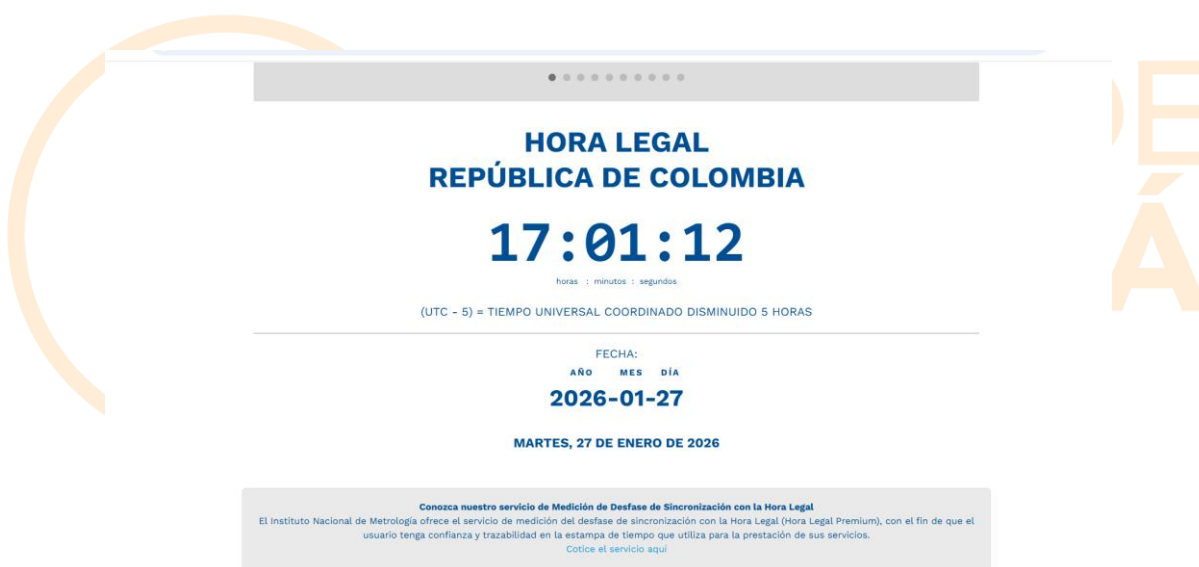 HORA LEGAL
REPÚBLICA DE COLOMBIA
17:01:12
horas : minutos : segundos
(UTC - 5) = TIEMPO UNIVERSAL COORDINADO DISMINUIDO 5 HORAS
FECHA:
AÑO MES DÍA
2026-01-27
MARTES, 27 DE ENERO DE 2026
Conozca nuestro servicio de Medición de Desfase de Sincronización con la Hora Legal
El Instituto Nacional de Metrología ofrece el servicio de medición del desfase de sincronización con la Hora Legal (Hora Legal Premium), con el fin de que el
usuario tenga confianza y trazabilidad en la estampa de tiempo que utiliza para la prestación de sus servicios.
Cotice el servicio aquí